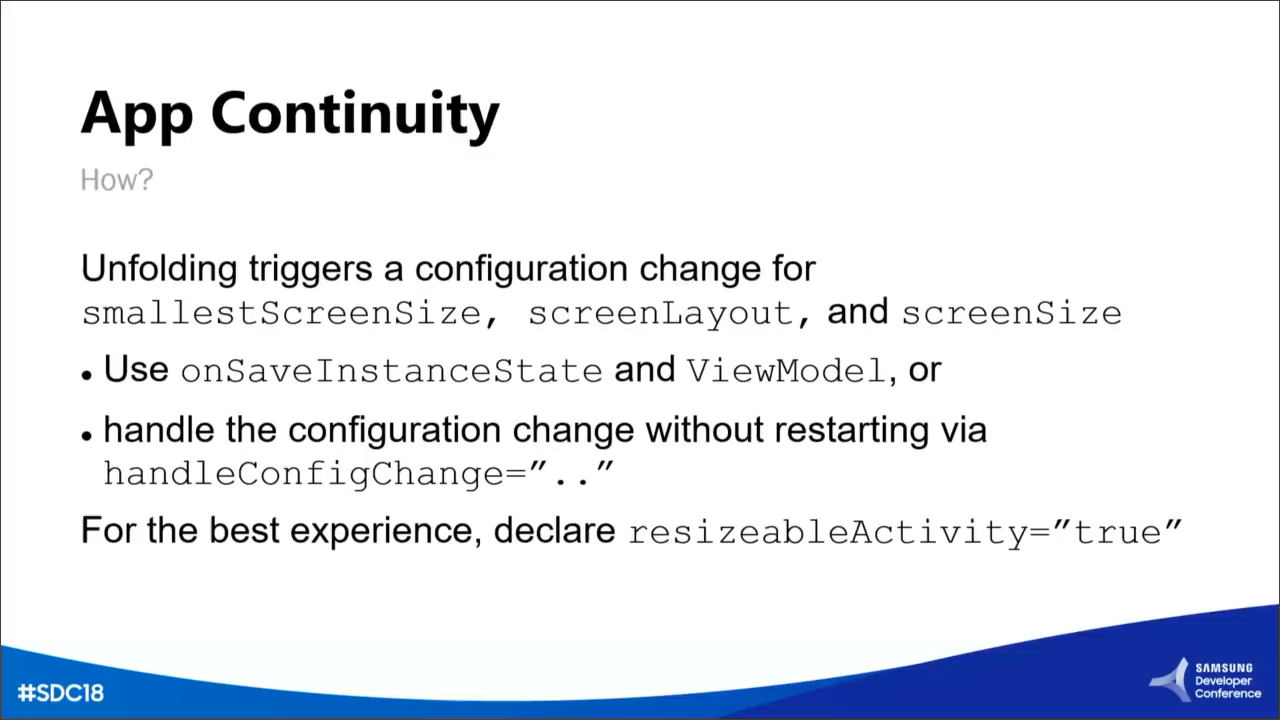 App Continuity
How?
Unfolding triggers a configuration change for
smallestScreenSize, screenLayout, and screenSize
• Use onSaveInstanceState and ViewModel, or
• handle the configuration change without restarting via
handleConfigChange=”..”
For the best experience, declare resizeableActivity=”true”
#SDC18
SAMSUNG
Developer
Conference